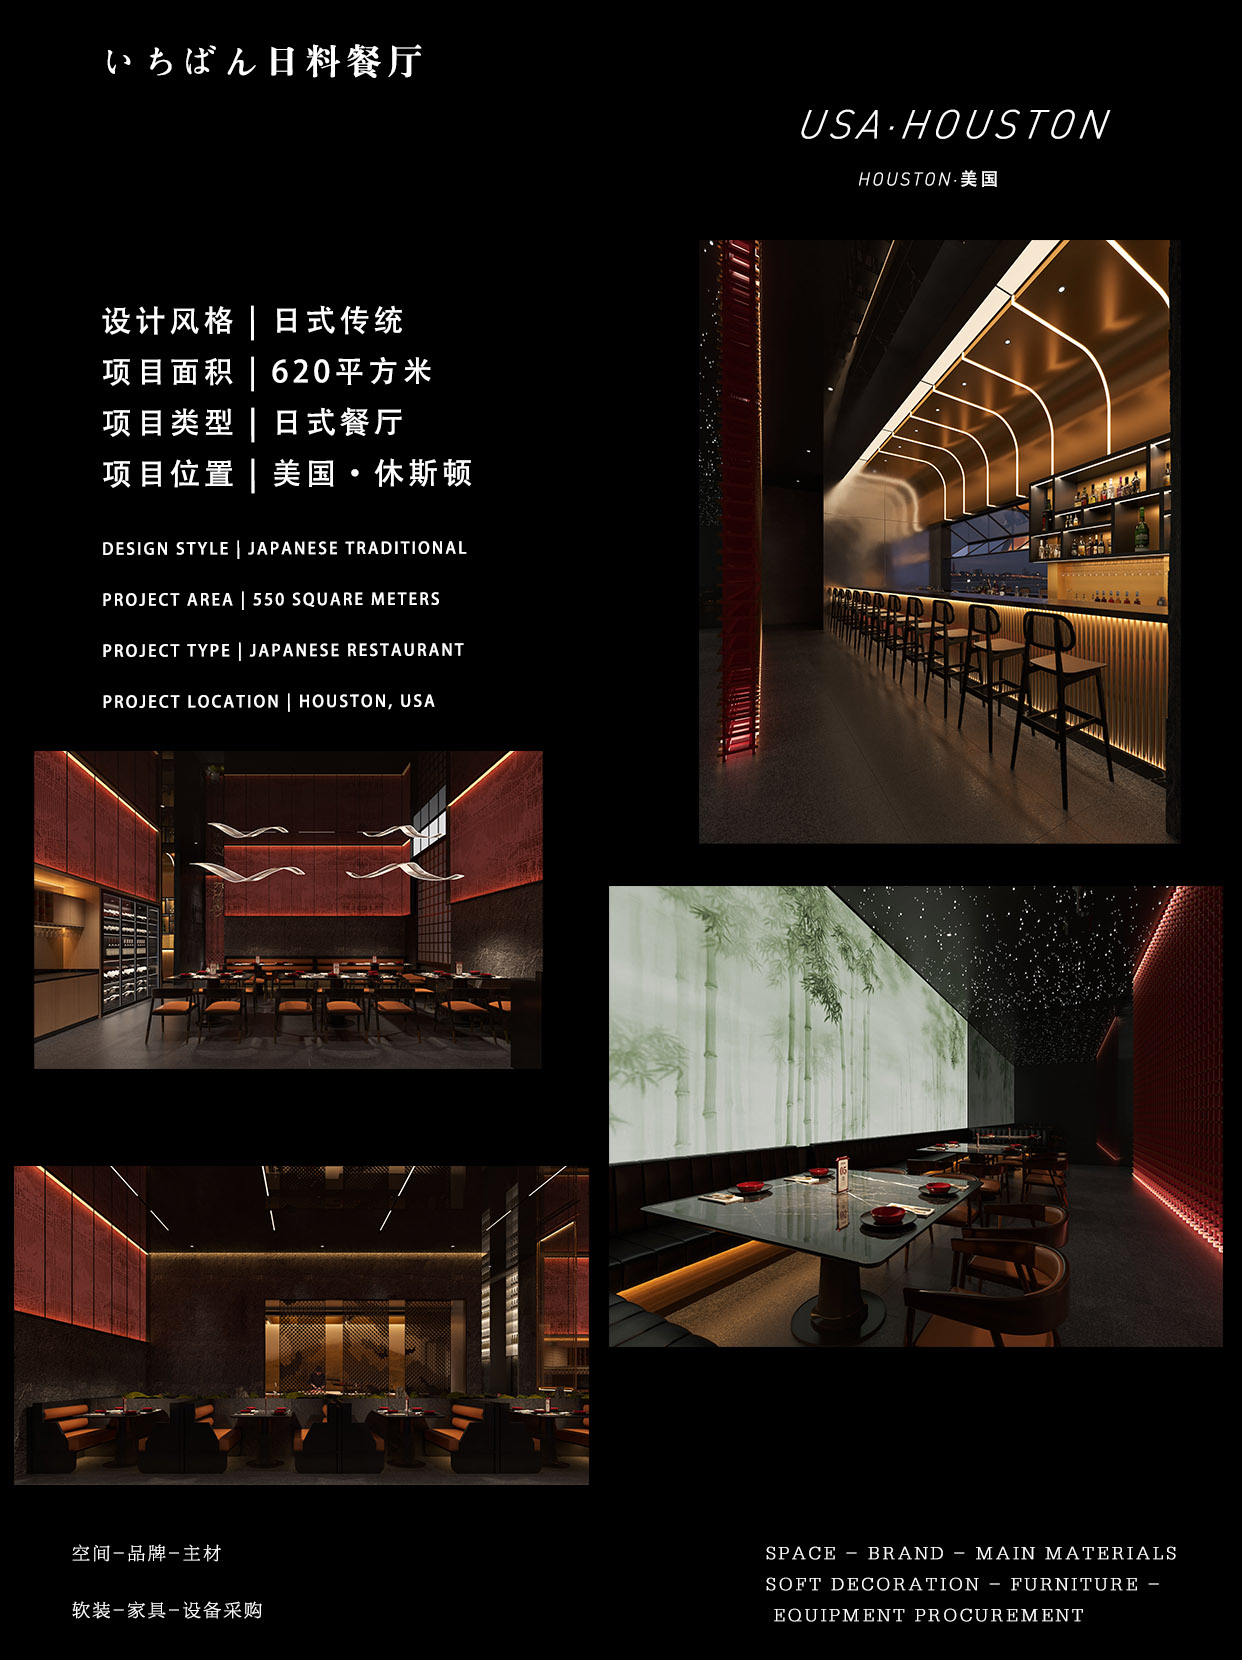 いちばん日料餐厅
USA·HOUSTON
HOUSTON·美国
设计风格 | 日式传统
项目面积 | 620平方米
项目类型 | 日式餐厅
项目位置 | 美国·休斯顿
DESIGN STYLE | JAPANESE TRADITIONAL
PROJECT AREA | 550 SQUARE METERS
PROJECT TYPE | JAPANESE RESTAURANT
PROJECT LOCATION | HOUSTON, USA
空间–品牌–主材
软装–家具–设备采购
SPACE – BRAND – MAIN MATERIALS
SOFT DECORATION – FURNITURE –
EQUIPMENT PROCUREMENT